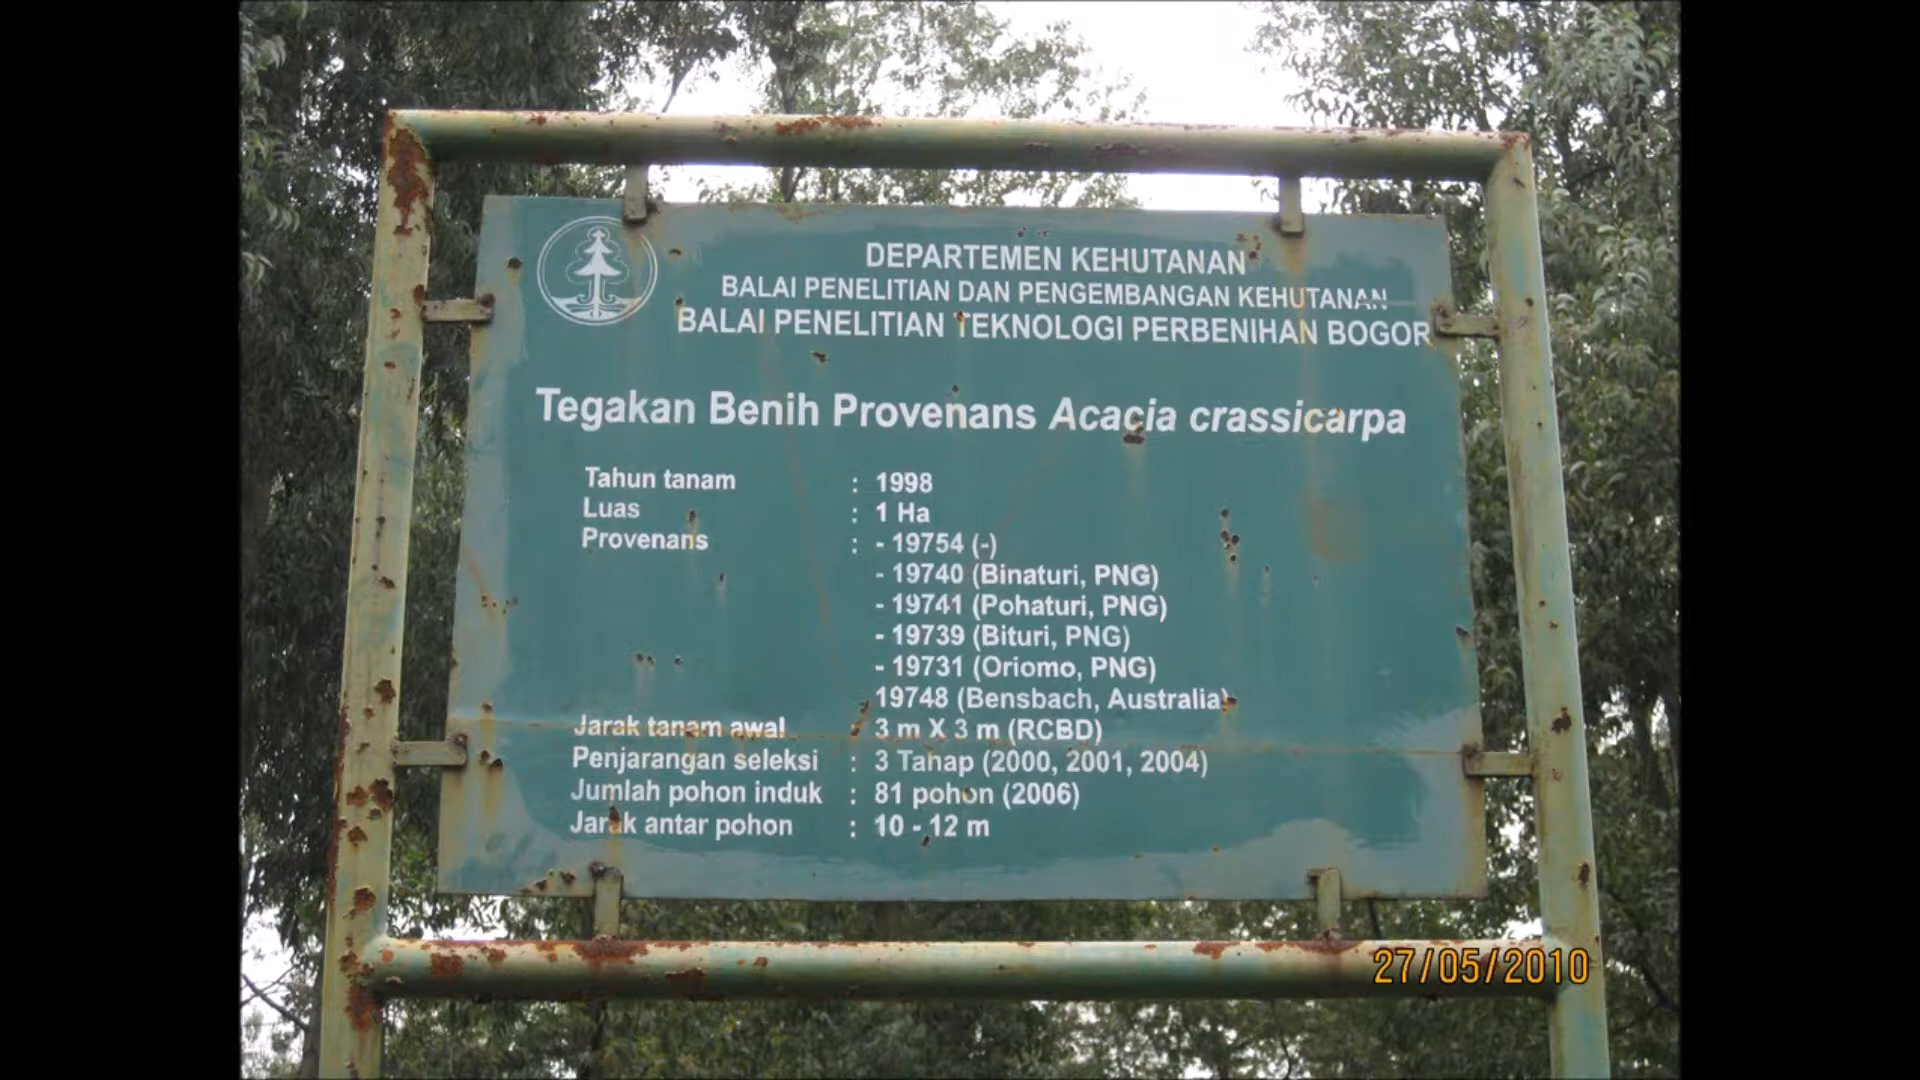 DEPARTEMEN KEHUTANAN
BALAI PENELITIAN DAN PENGEMBANGAN KEHUTANAN
BALAI PENELITIAN TEKNOLOGI PERBENIHAN BOGOR
Tegakan Benih Provenans Acacia crassicarpa
Tahun tanam : 1998
Luas : 1 Ha
Provenans : - 19754 (-)
- 19740 (Binaturi, PNG)
- 19741 (Pohaturi, PNG)
- 19739 (Bituri, PNG)
- 19731 (Oriomo, PNG)
19748 (Bensbach, Australia)
Jarak tanam awal : 3 m X 3 m (RCBD)
Penjarangan seleksi : 3 Tahap (2000, 2001, 2004)
Jumlah pohon induk : 81 pohon (2006)
Jarak antar pohon : 10 - 12 m
27/05/2010